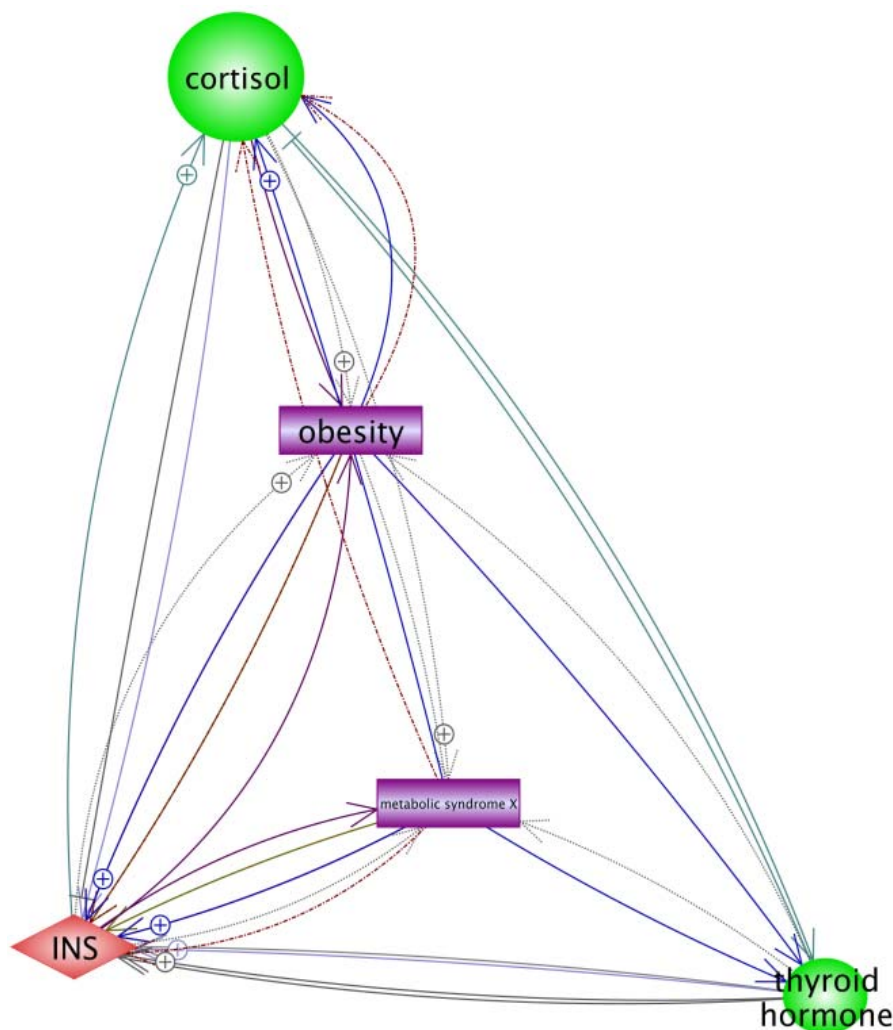 cortisol
+
+
+
obesity
+
+
metabolic syndrome X
+
+
INS
+
+
thyroid
hormone